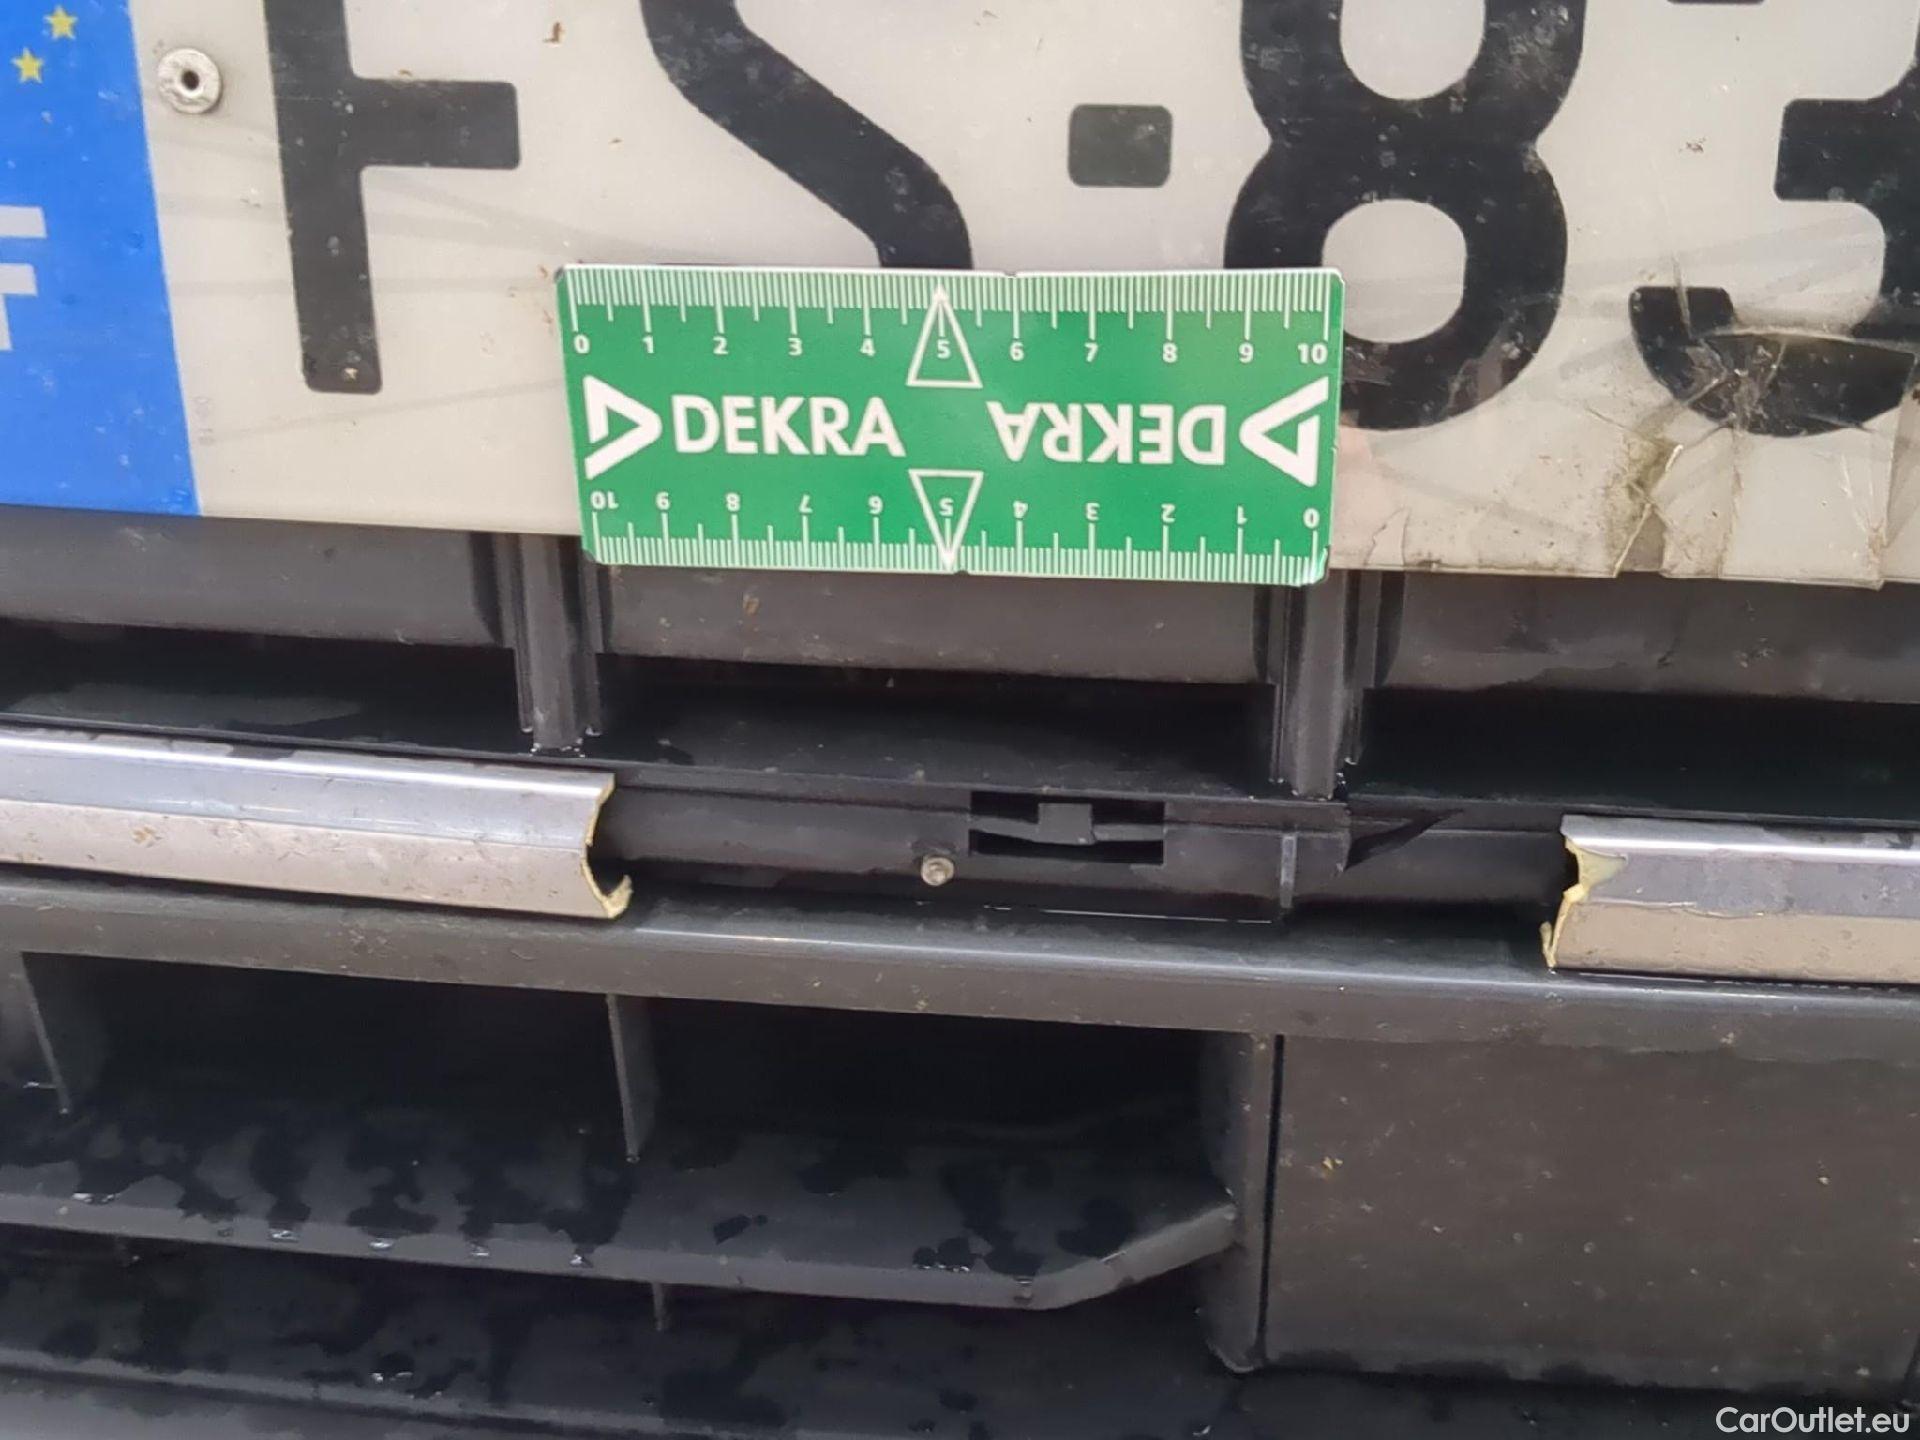 F
FS-83
0 1 2 3 4 5 6 7 8 9 10
DEKRA DEKRA
10 9 8 7 6 5 4 3 2 1 0
CarOutlet.eu